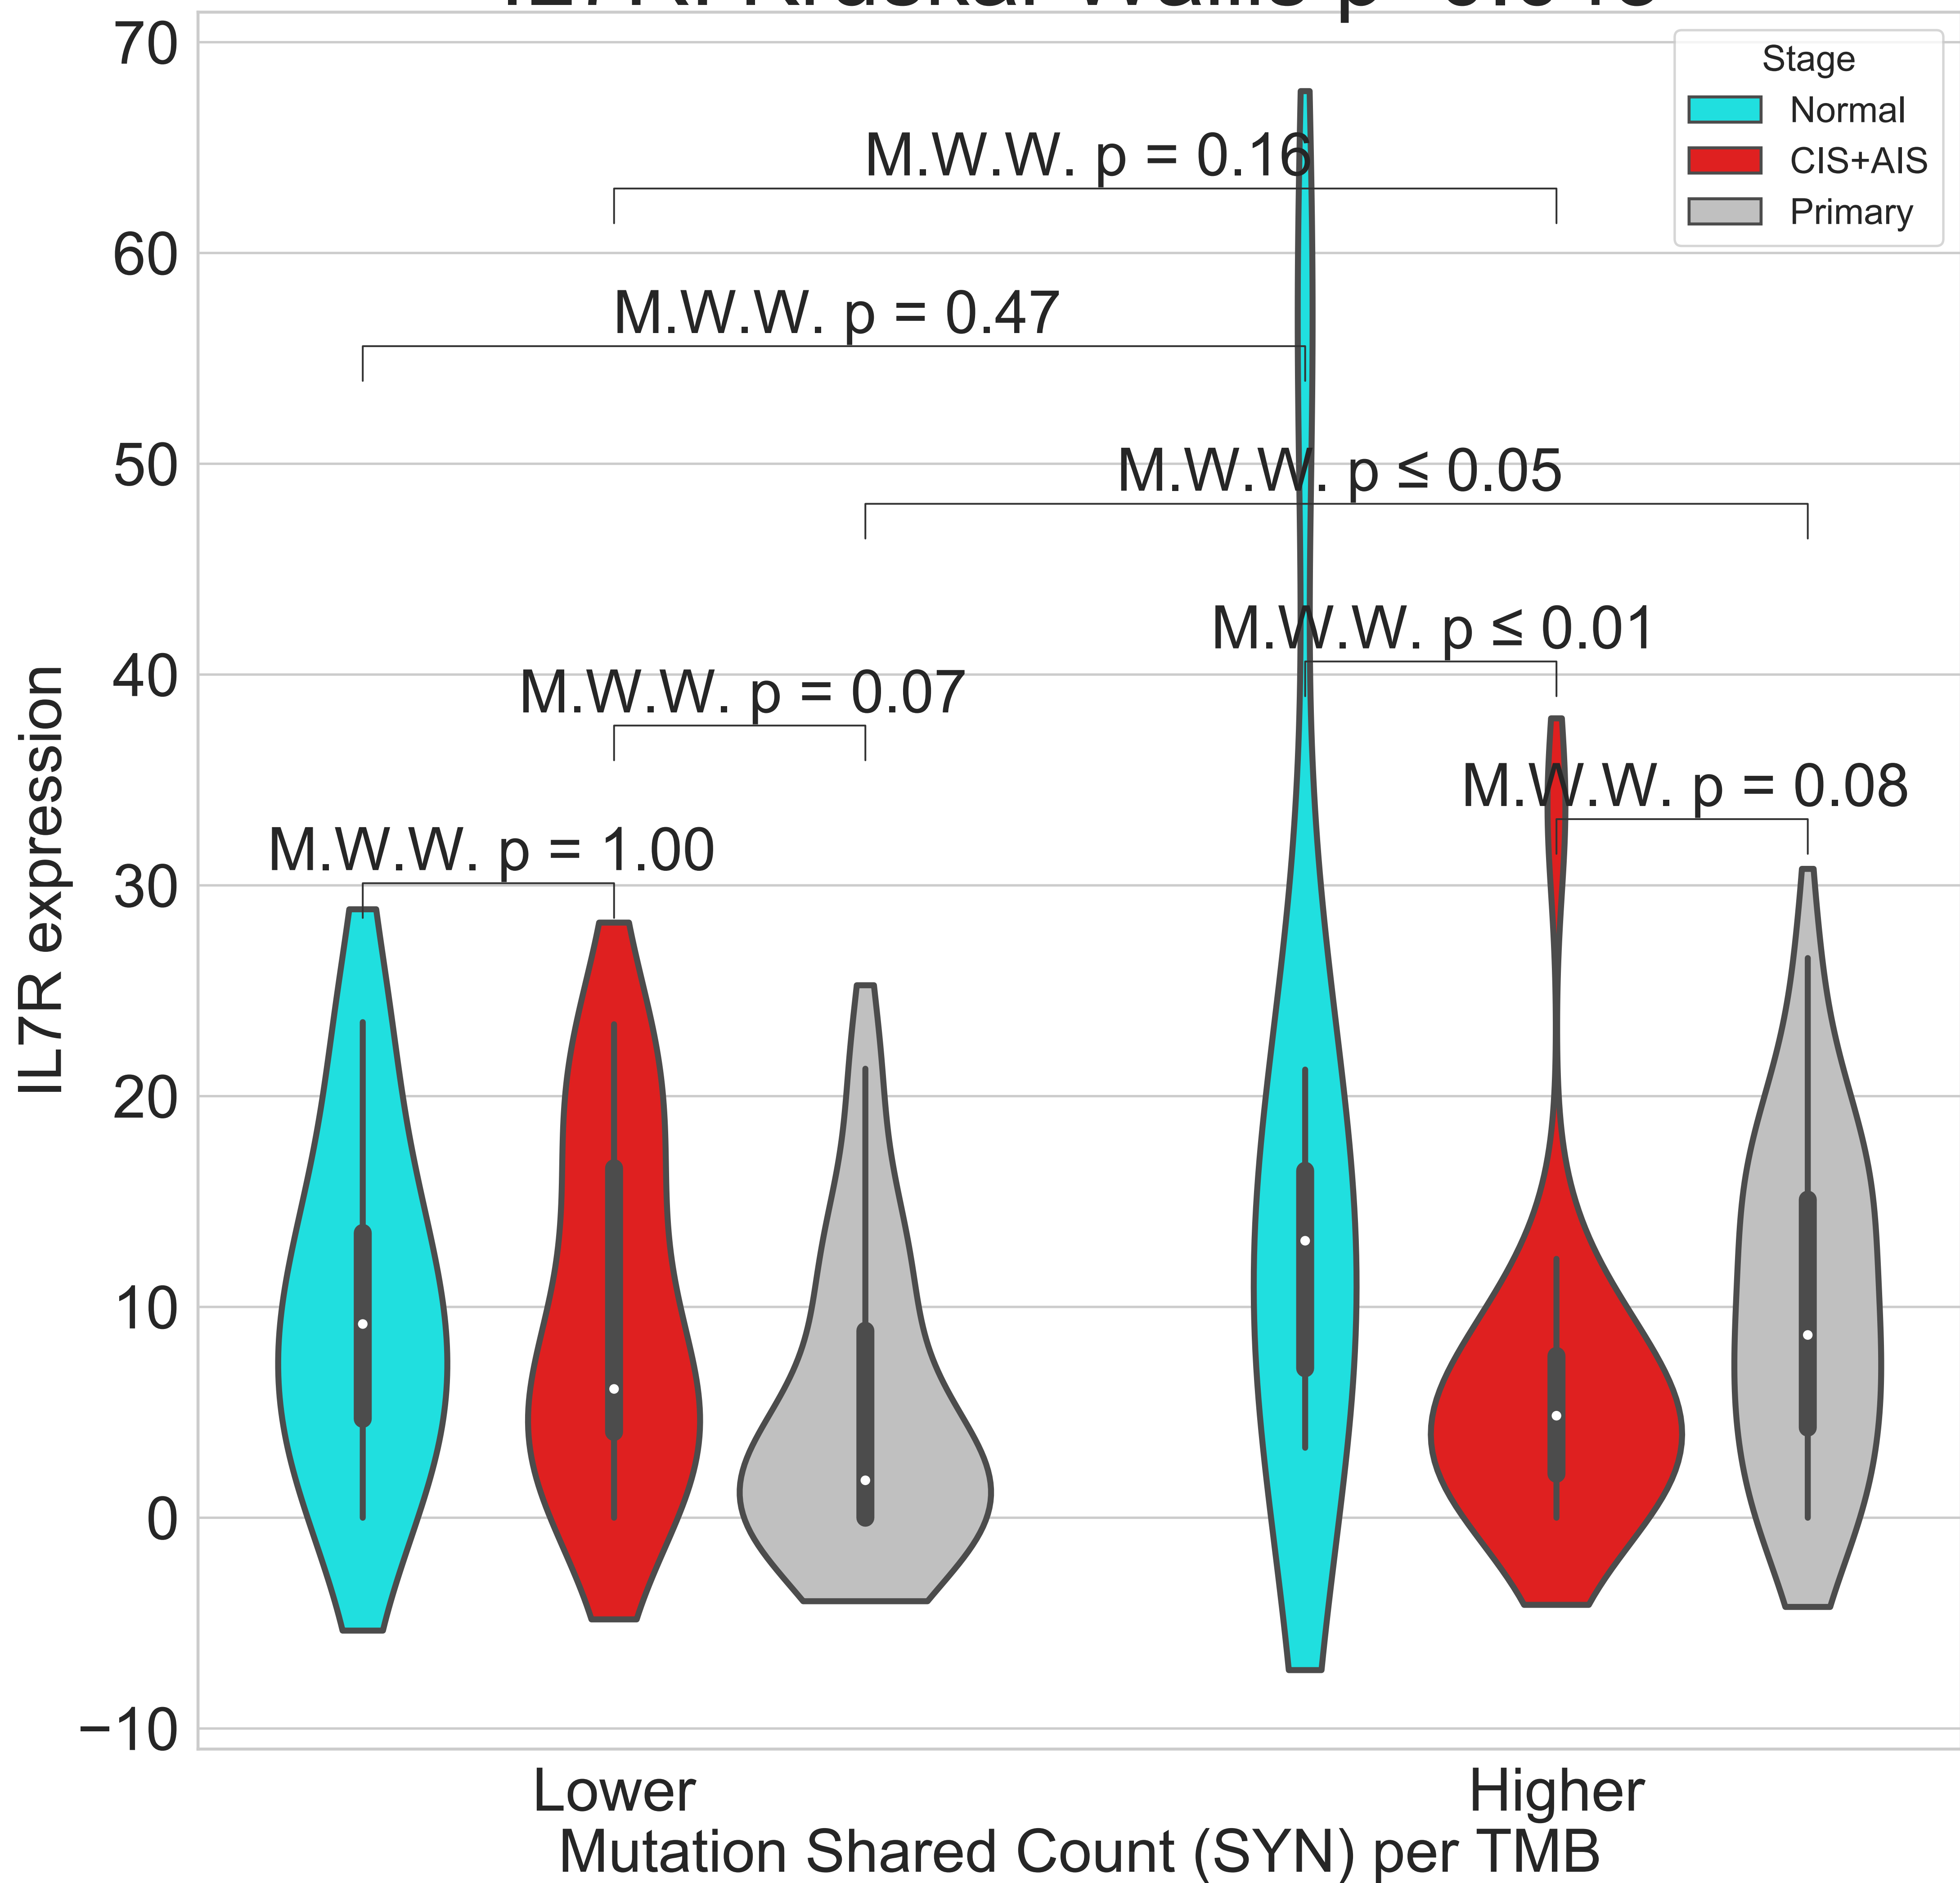 70
60
50
40
30
20
10
0
−10
IL7R expression
Stage
Normal
CIS+AIS
Primary
M.W.W. p = 0.16
M.W.W. p = 0.47
M.W.W. p ≤ 0.05
M.W.W. p ≤ 0.01
M.W.W. p = 0.07
M.W.W. p = 0.08
M.W.W. p = 1.00
Lower
Higher
Mutation Shared Count (SYN) per TMB